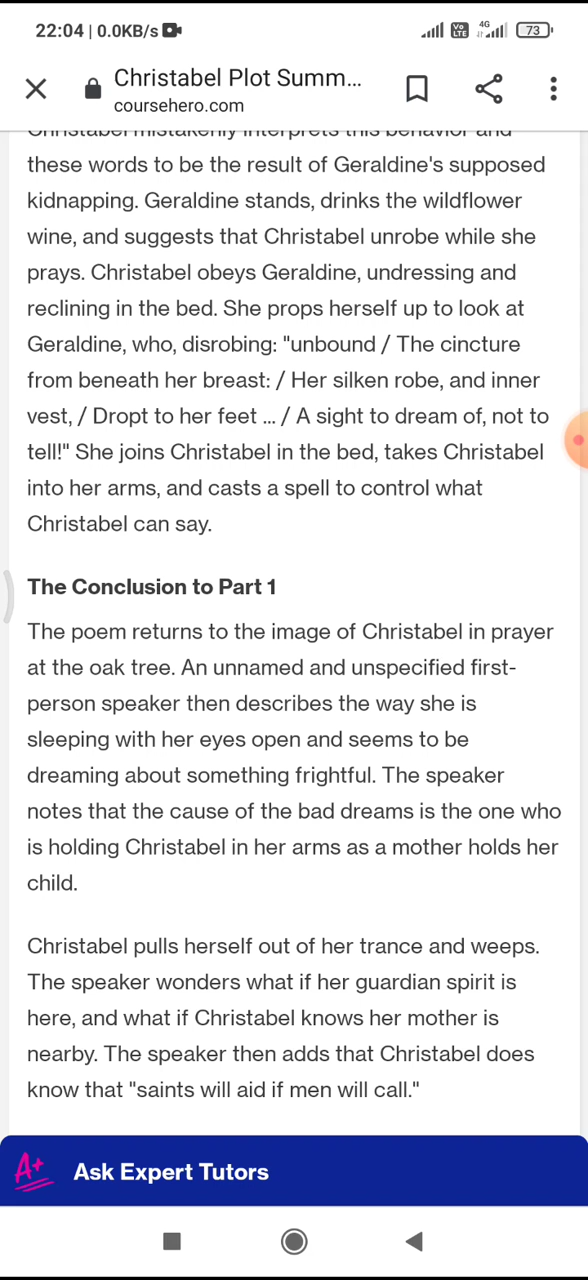 22:04 | 0.0KB/s
Vo LTE
4G
73
Christabel Plot Summ...
coursehero.com
Christabel mistakenly interprets this behavior and
these words to be the result of Geraldine's supposed
kidnapping. Geraldine stands, drinks the wildflower
wine, and suggests that Christabel unrobe while she
prays. Christabel obeys Geraldine, undressing and
reclining in the bed. She props herself up to look at
Geraldine, who, disrobing: "unbound / The cincture
from beneath her breast: / Her silken robe, and inner
vest, / Dropt to her feet ... / A sight to dream of, not to
tell!" She joins Christabel in the bed, takes Christabel
into her arms, and casts a spell to control what
Christabel can say.
The Conclusion to Part 1
The poem returns to the image of Christabel in prayer
at the oak tree. An unnamed and unspecified first-
person speaker then describes the way she is
sleeping with her eyes open and seems to be
dreaming about something frightful. The speaker
notes that the cause of the bad dreams is the one who
is holding Christabel in her arms as a mother holds her
child.
Christabel pulls herself out of her trance and weeps.
The speaker wonders what if her guardian spirit is
here, and what if Christabel knows her mother is
nearby. The speaker then adds that Christabel does
know that "saints will aid if men will call."
A+ Ask Expert Tutors